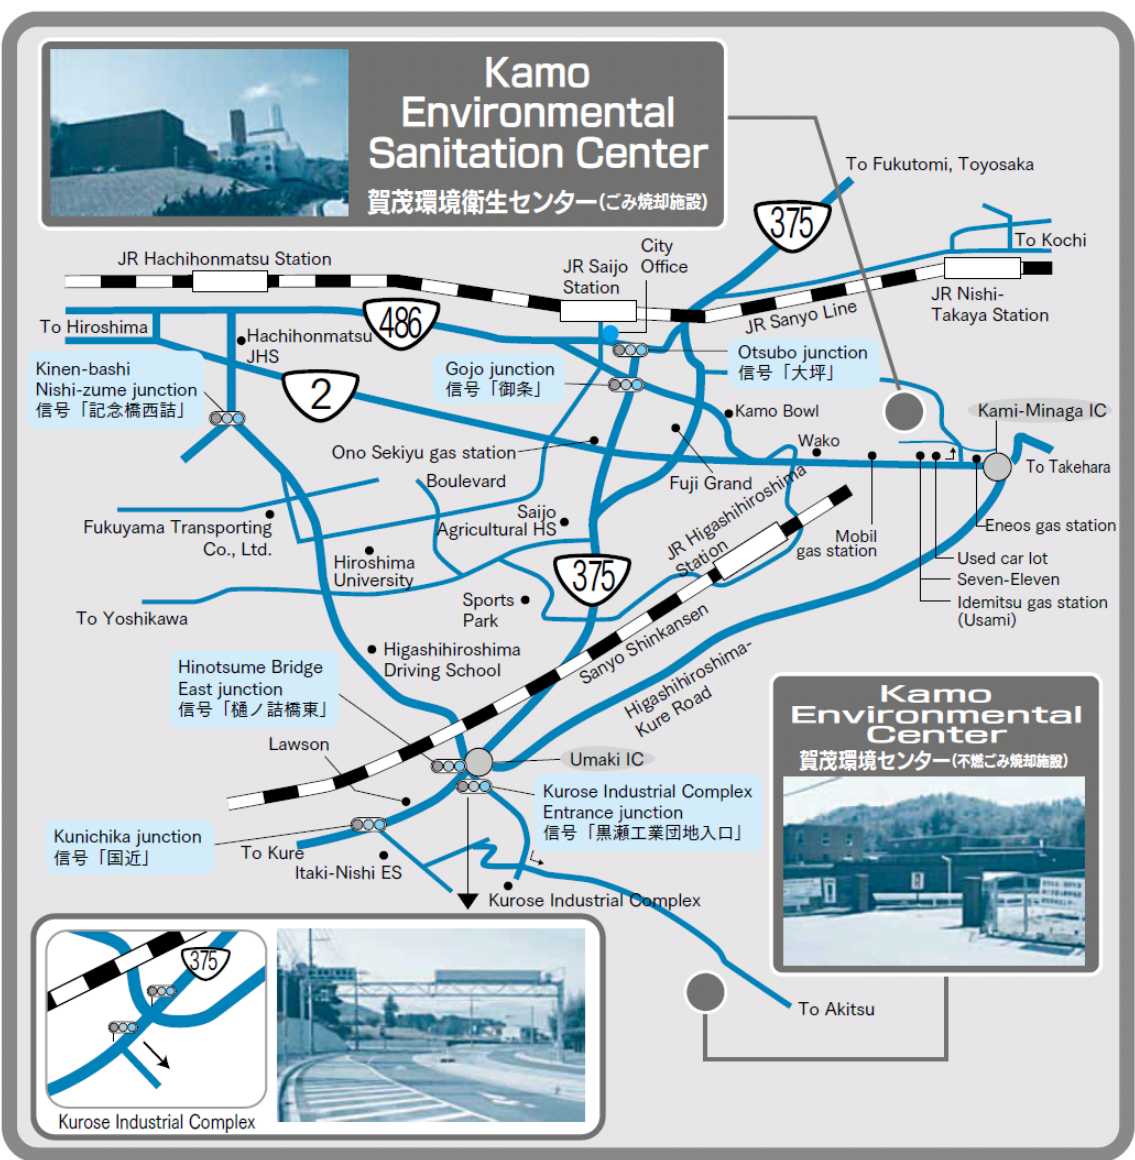 Kamo
Environmental
Sanitation Center
賀茂環境衛生センター(ごみ焼却施設)
To Fukutomi, Toyosaka
375
City
Office
To Kochi
JR Hachihonmatsu Station
JR Saijo
Station
JR Nishi-
Takaya Station
JR Sanyo Line
486
To Hiroshima
Hachihonmatsu
JHS
Kinen-bashi
Nishi-zume junction
信号「記念橋西詰」
2
Gojo junction
信号「御条」
Otsubo junction
信号「大坪」
Kamo Bowl
Kami-Minaga IC
Wako
Ono Sekiyu gas station
To Takehara
Boulevard
Fuji Grand
Fukuyama Transporting
Co., Ltd.
Saijo
Agricultural HS
JR Higashihiroshima
Station
Mobil
gas station
Eneos gas station
Used car lot
Seven-Eleven
Idemitsu gas station
(Usami)
Hiroshima
University
375
Sports
Park
To Yoshikawa
Sanyo Shinkansen
Higashihiroshima
Driving School
Hinotsume Bridge
East junction
信号「樋ノ詰橋東」
Higashihiroshima-
Kure Road
Kamo
Environmental
Center
賀茂環境センター(不燃ごみ焼却施設)
Lawson
Umaki IC
Kurose Industrial Complex
Entrance junction
信号「黒瀬工業団地入口」
Kunichika junction
信号「国近」
To Kure
Itaki-Nishi ES
Kurose Industrial Complex
To Akitsu
375
Kurose Industrial Complex